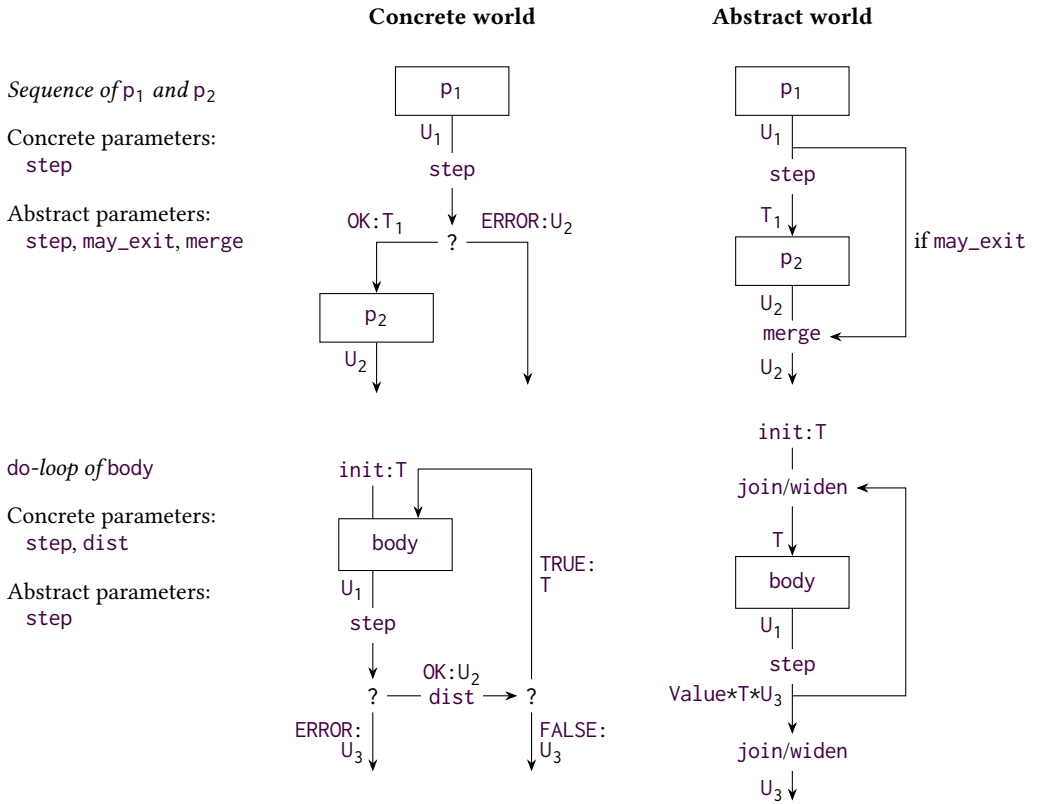 Concrete world
Abstract world
Sequence of p₁ and p₂
Concrete parameters:
step
Abstract parameters:
step, may_exit, merge
p₁
U₁
step
OK:T₁
ERROR:U₂
?
p₂
U₂
p₁
U₁
step
T₁
if may_exit
p₂
U₂
merge
U₂
do-loop of body
Concrete parameters:
step, dist
Abstract parameters:
step
init:T
body
TRUE:
T
U₁
step
OK:U₂
? dist ?
ERROR:
U₃
FALSE:
U₃
init:T
join/widen
T
body
U₁
step
Value*T*U₃
join/widen
U₃